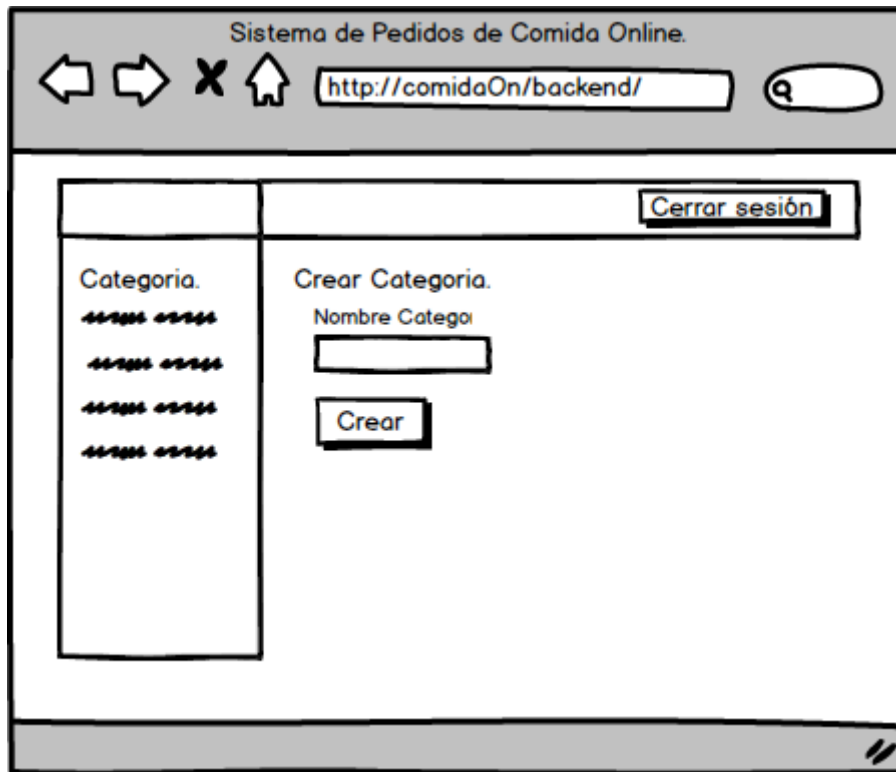 Sistema de Pedidos de Comida Online.
http://comidaOn/backend/
Cerrar sesión
Categoria.
Crear Categoria.
Nombre Catego
Crear